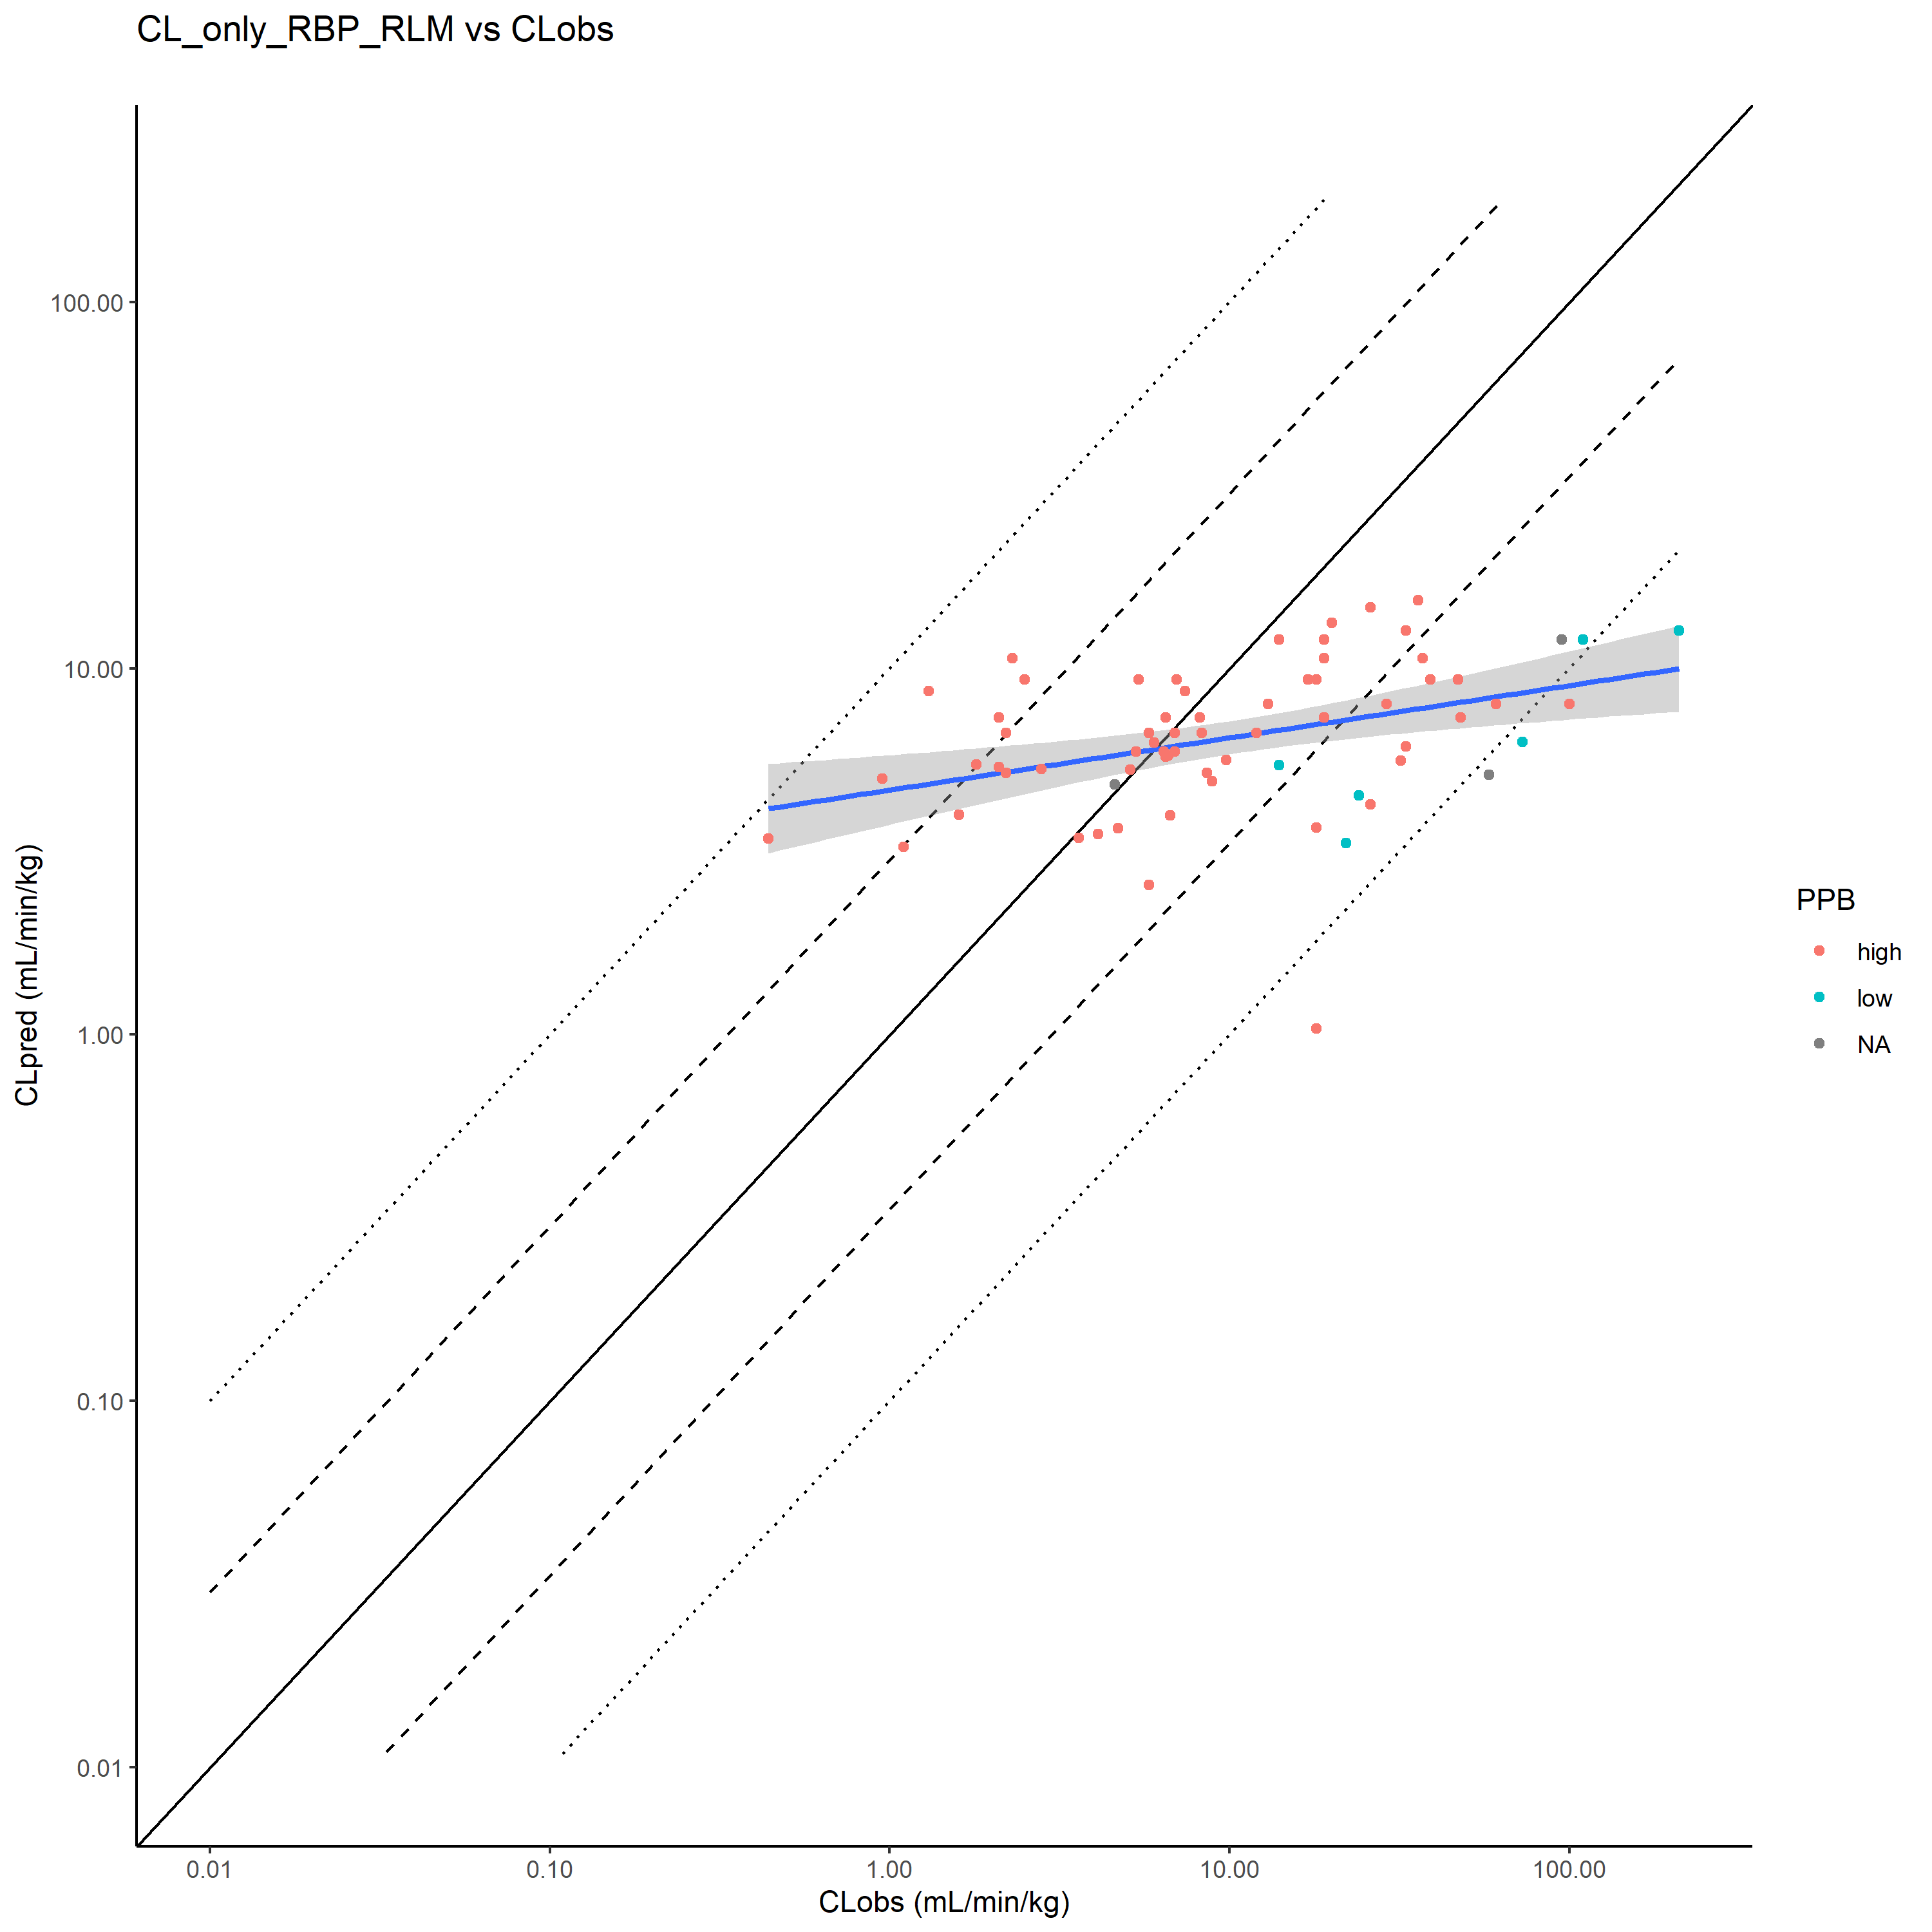 CL_only_RBP_RLM vs CLobs
100.00
10.00
1.00
0.10
0.01
CLpred (mL/min/kg)
0.01
0.10
1.00
10.00
100.00
CLobs (mL/min/kg)
PPB
high
low
NA